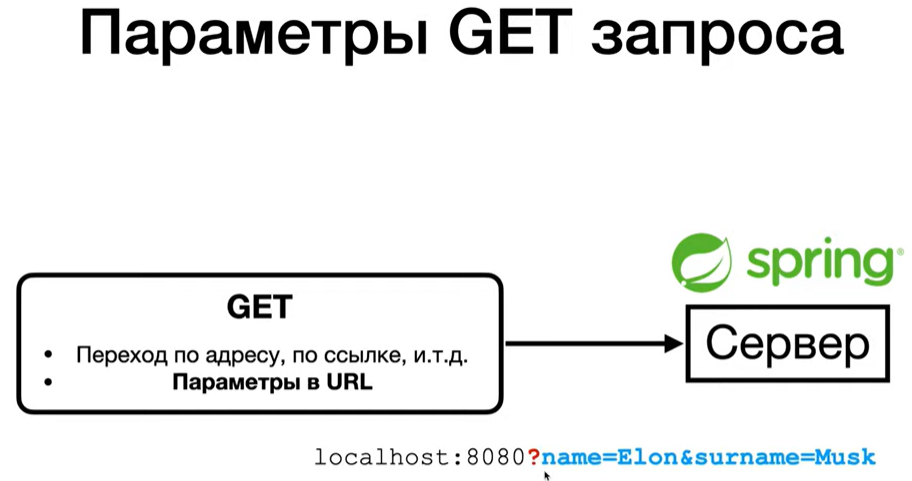 Параметры GET запроса
spring®
GET
• Переход по адресу, по ссылке, и.т.д.
• Параметры в URL
Сервер
localhost:8080?name=Elon&surname=Musk